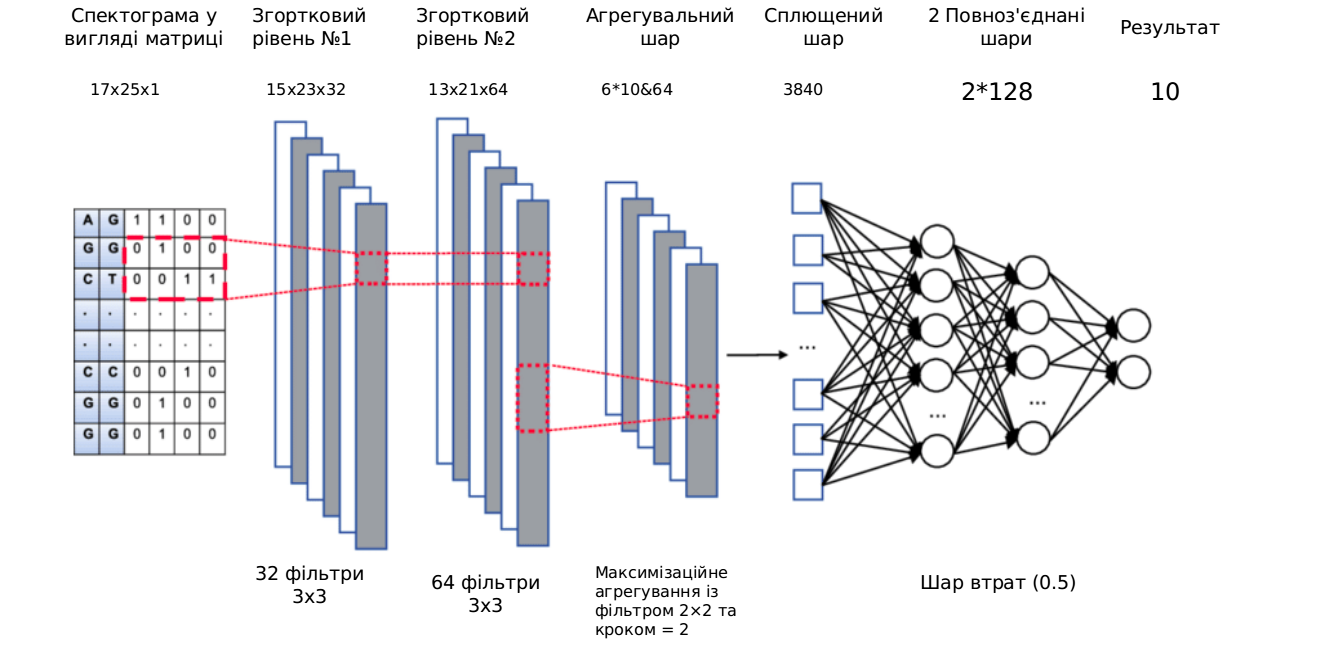 Спектограма у
вигляді матриці
Згортковий
рівень №1
Згортковий
рівень №2
Агрегувальний
шар
Сплющений
шар
2 Повноз'єднані
шари
Результат
17x25x1
15x23x32
13x21x64
6*10&64
3840
2*128
10
A G 1 1 0 0
G G 0 1 0 0
C T 0 0 1 1
. . . . . .
. . . . . .
C C 0 0 1 0
G G 0 1 0 0
G G 0 1 0 0
...
...
...
32 фільтри
3x3
64 фільтри
3x3
Максимізаційне
агрегування із
фільтром 2×2 та
кроком = 2
Шар втрат (0.5)